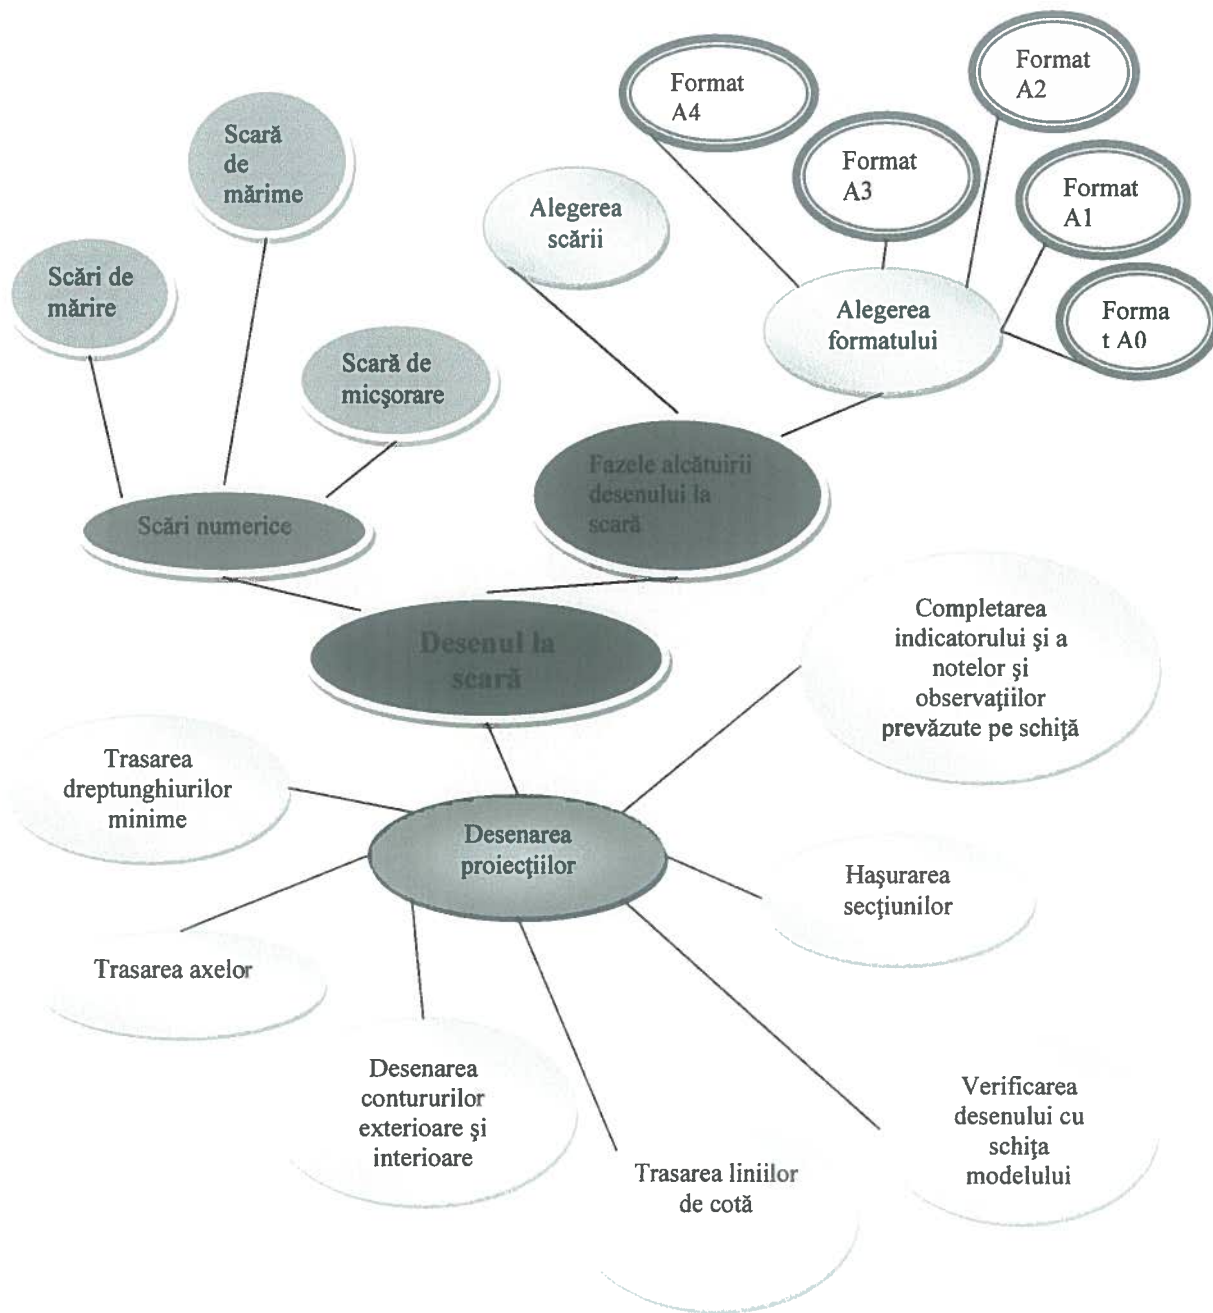 Format
A4
Format
A2
Scară
de
mărime
Format
A3
Format
A1
Alegerea
scării
Scări de
mărire
Forma
t A0
Alegerea
formatului
Scară de
micşorare
Fazele alcătuirii
desenului la
scară
Scări numerice
Desenul la
scară
Completarea
indicatorului şi a
notelor şi
observaţiilor
prevăzute pe schiţă
Trasarea
dreptunghiurilor
minime
Desenarea
proiecţiilor
Haşurarea
secţiunilor
Trasarea axelor
Desenarea
contururilor
exterioare şi
interioare
Verificarea
desenului cu
schiţa
modelului
Trasarea liniilor
de cotă